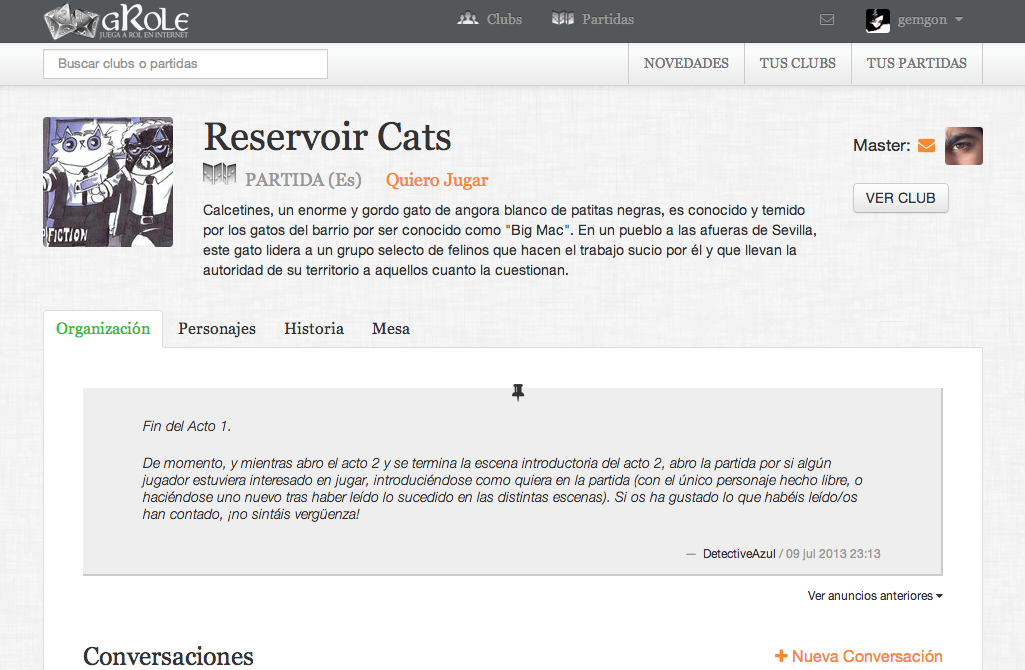 gRoLe
JUEGA A ROL EN INTERNET
Clubs
Partidas
gemgon
Buscar clubs o partidas
NOVEDADES
TUS CLUBS
TUS PARTIDAS
FICTION
Reservoir Cats
PARTIDA (Es)
Quiero Jugar
Calcetines, un enorme y gordo gato de angora blanco de patitas negras, es conocido y temido
por los gatos del barrio por ser conocido como "Big Mac". En un pueblo a las afueras de Sevilla,
este gato lidera a un grupo selecto de felinos que hacen el trabajo sucio por él y que llevan la
autoridad de su territorio a aquellos cuanto la cuestionan.
Master:
VER CLUB
Organización
Personajes
Historia
Mesa
Fin del Acto 1.
De momento, y mientras abro el acto 2 y se termina la escena introductoria del acto 2, abro la partida por si algún
jugador estuviera interesado en jugar, introduciéndose como quiera en la partida (con el único personaje hecho libre, o
haciéndose uno nuevo tras haber leído lo sucedido en las distintas escenas). Si os ha gustado lo que habéis leído/os
han contado, ¡no sintáis vergüenza!
— DetectiveAzul / 09 jul 2013 23:13
Ver anuncios anteriores
Conversaciones
+ Nueva Conversación